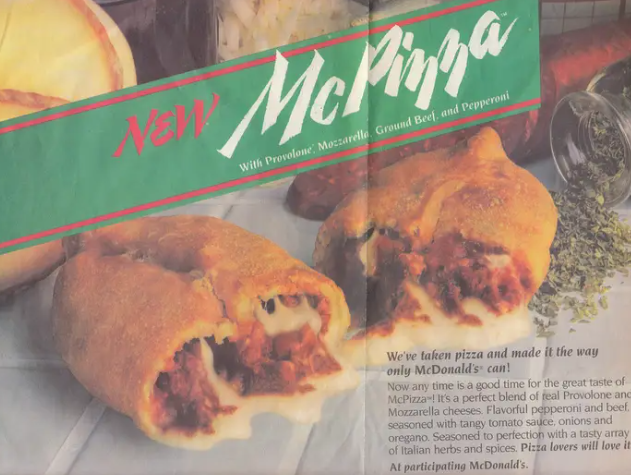 NEW McPizza™
With Provolone, Mozzarella, Ground Beef, and Pepperoni
We've taken pizza and made it the way
only McDonald's® can!
Now any time is a good time for the great taste of
McPizza™! It's a perfect blend of real Provolone and
Mozzarella cheeses. Flavorful pepperoni and beef,
seasoned with tangy tomato sauce, onions and
oregano. Seasoned to perfection with a tasty array
of Italian herbs and spices. Pizza lovers will love it
At participating McDonald's.